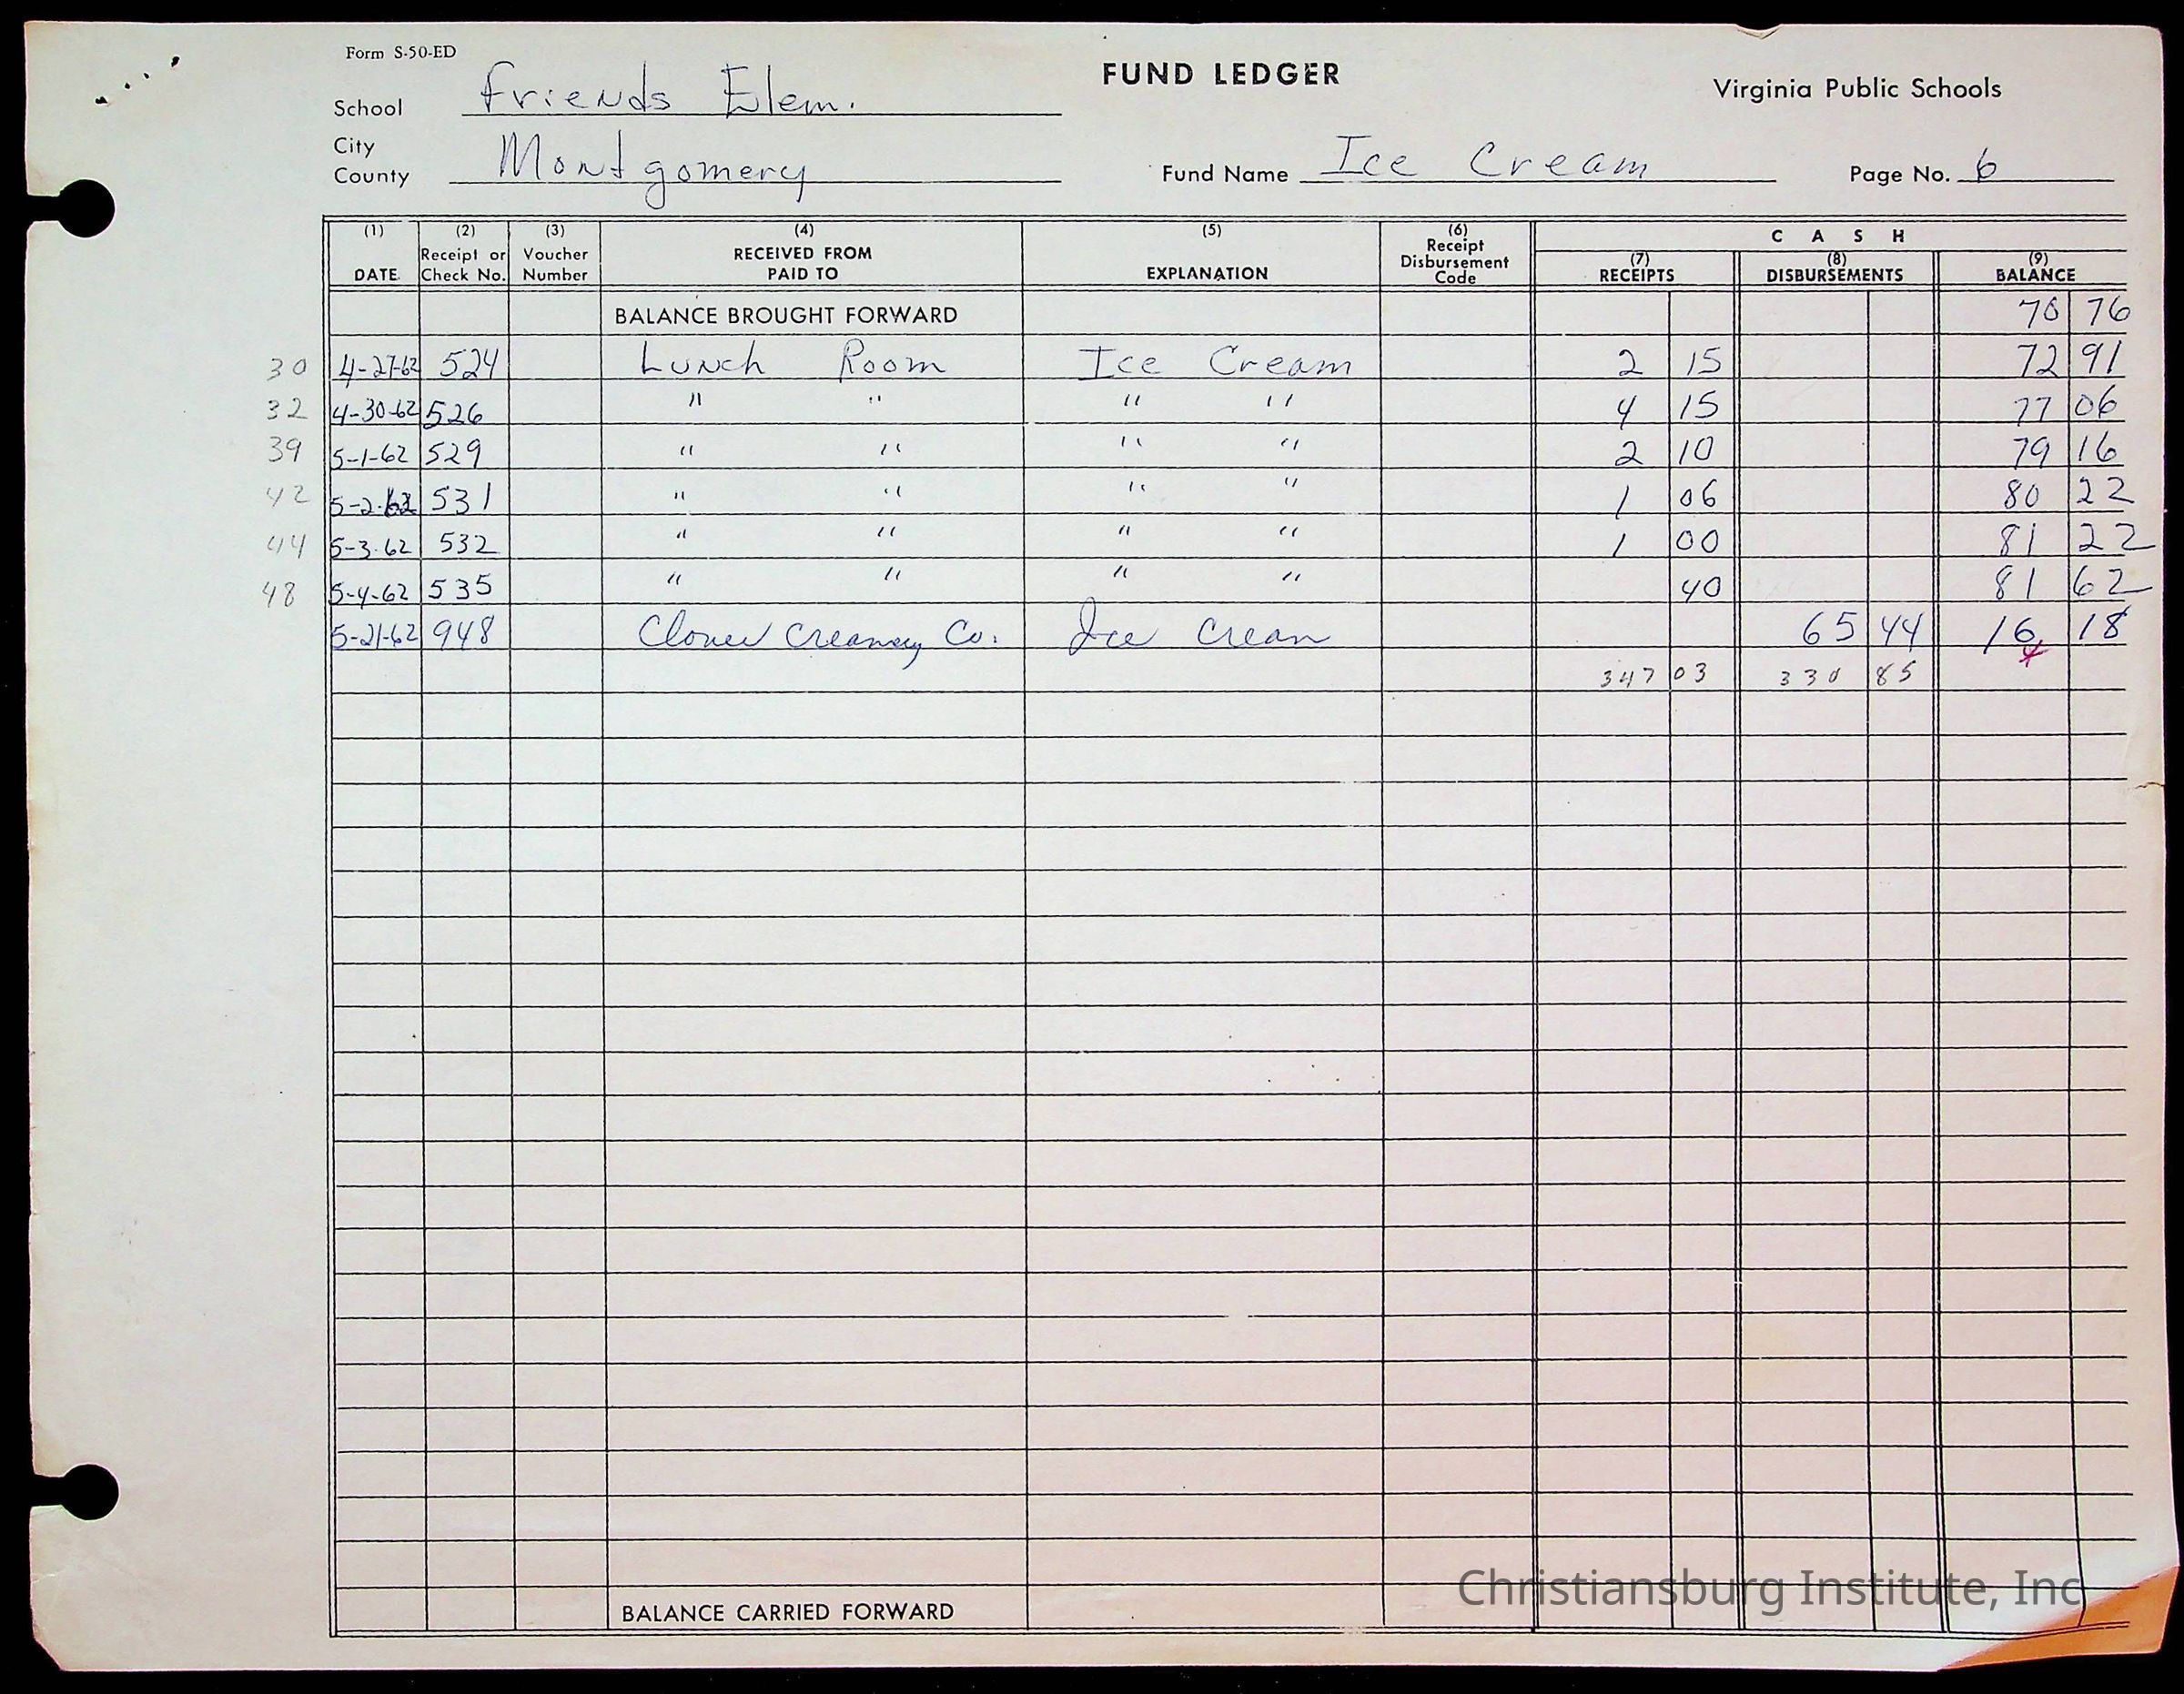 Form S-50-ED
FUND LEDGER
Virginia Public Schools
School Friends Elem.
City
County Montgomery
Fund Name Ice Cream
Page No. 6
(1) DATE (2) Receipt or Check No. (3) Voucher Number (4) RECEIVED FROM PAID TO (5) EXPLANATION (6) Receipt Disbursement Code CASH (7) RECEIPTS (8) DISBURSEMENTS (9) BALANCE
BALANCE BROUGHT FORWARD 70 76
30 4-27-62 524 Lunch Room Ice Cream 2 15 72 91
32 4-30-62 526 " " " " 4 15 77 06
39 5-1-62 529 " " " " 2 10 79 16
42 5-2-62 531 " " " " 1 06 80 22
44 5-3-62 532 " " " " 1 00 81 22
48 5-4-62 535 " " " " 40 81 62
5-21-62 948 Clover Creamery Co. Ice Cream 65 44 16 18
347 03 330 85
BALANCE CARRIED FORWARD
Christiansburg Institute, Inc